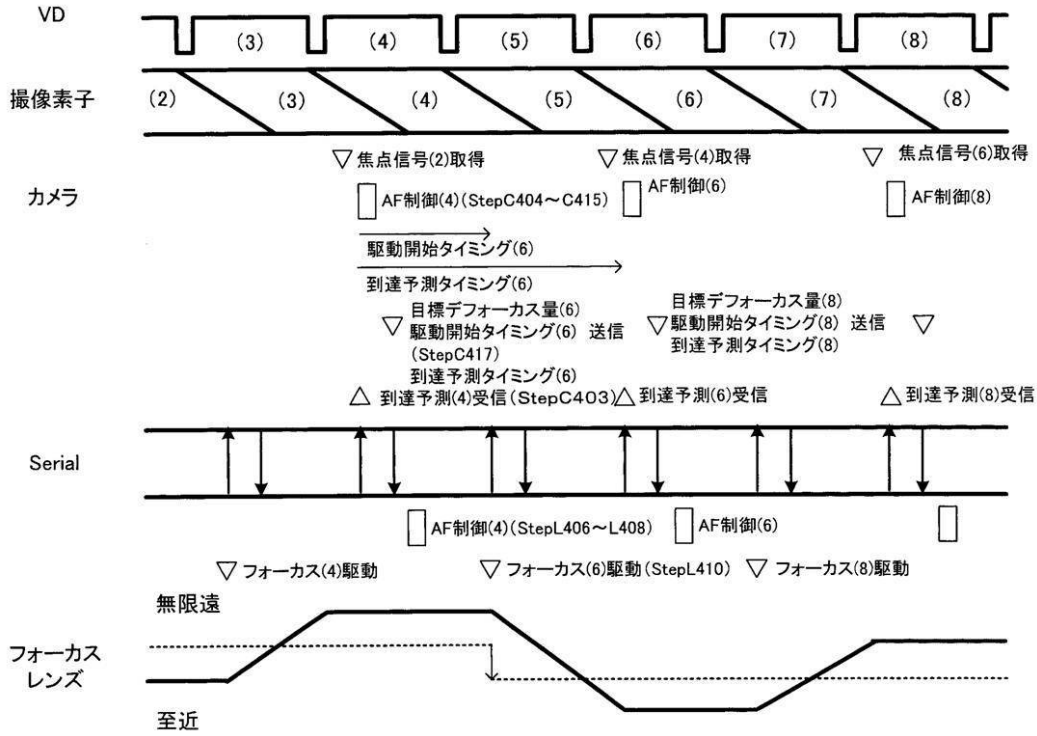 VD
(3) (4) (5) (6) (7) (8)
撮像素子
(2) (3) (4) (5) (6) (7) (8)
焦点信号(2)取得 焦点信号(4)取得 焦点信号(6)取得
カメラ
AF制御(4)(StepC404～C415) AF制御(6) AF制御(8)
駆動開始タイミング(6)
到達予測タイミング(6)
目標デフォーカス量(6)
駆動開始タイミング(6) 送信
(StepC417)
到達予測タイミング(6)
目標デフォーカス量(8)
駆動開始タイミング(8) 送信
到達予測タイミング(8)
到達予測(4)受信(StepC403) 到達予測(6)受信 到達予測(8)受信
Serial
AF制御(4)(StepL406～L408) AF制御(6)
フォーカス(4)駆動 フォーカス(6)駆動(StepL410) フォーカス(8)駆動
無限遠
フォーカス
レンズ
至近